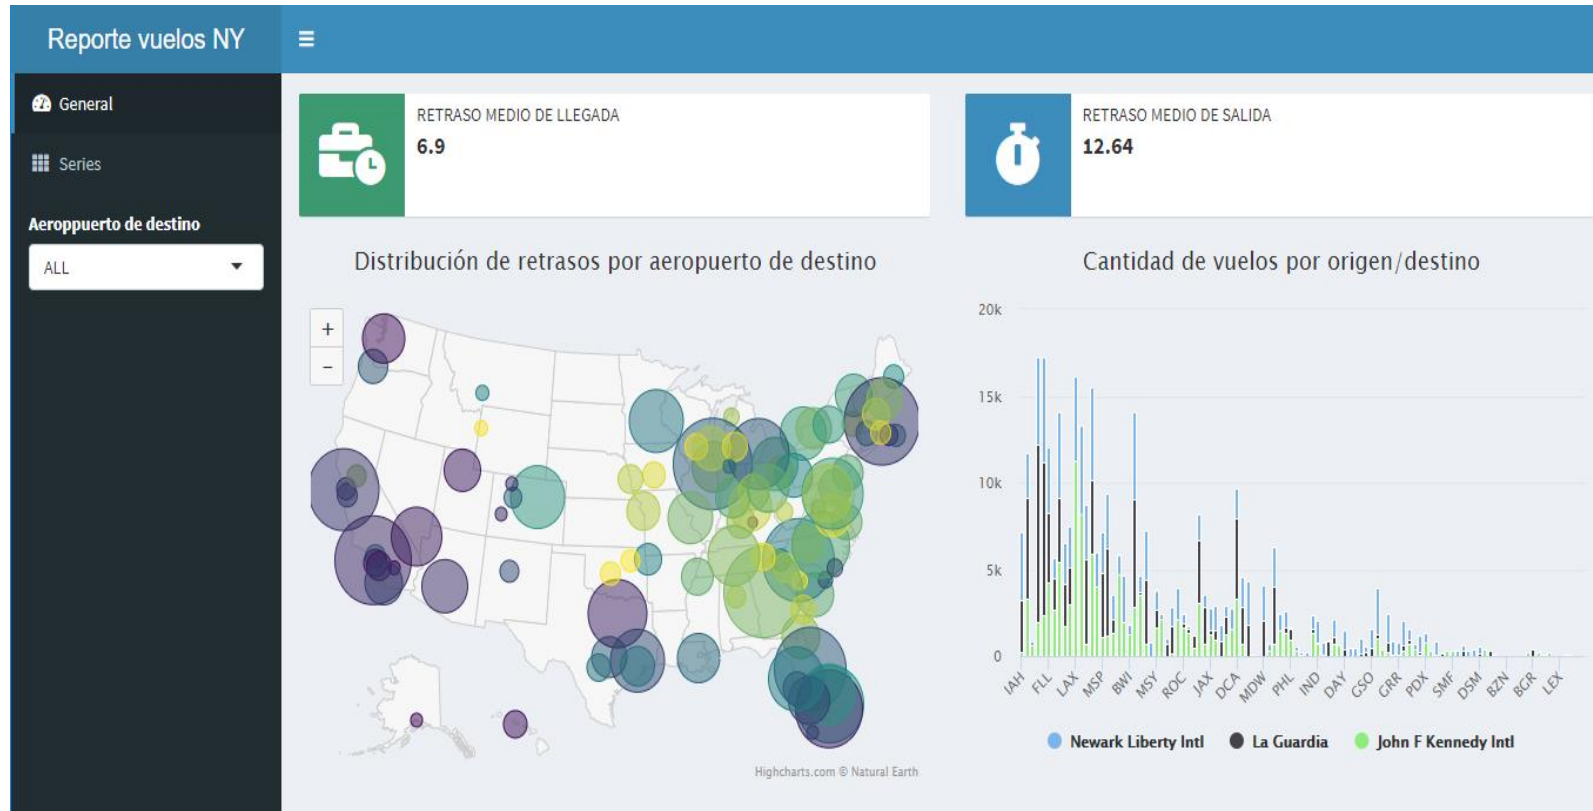 Reporte vuelos NY
General
Series
Aeroppuerto de destino
ALL
RETRASO MEDIO DE LLEGADA
6.9
RETRASO MEDIO DE SALIDA
12.64
Distribución de retrasos por aeropuerto de destino
+
−
Highcharts.com © Natural Earth
Cantidad de vuelos por origen/destino
20k
15k
10k
5k
0
IAH FLL LAX MSP BWI MSY ROC JAX DCA MDW PHL IND DAY GSO GRR PDX SMF DSM BZN BGR LEX
Newark Liberty Intl La Guardia John F Kennedy Intl